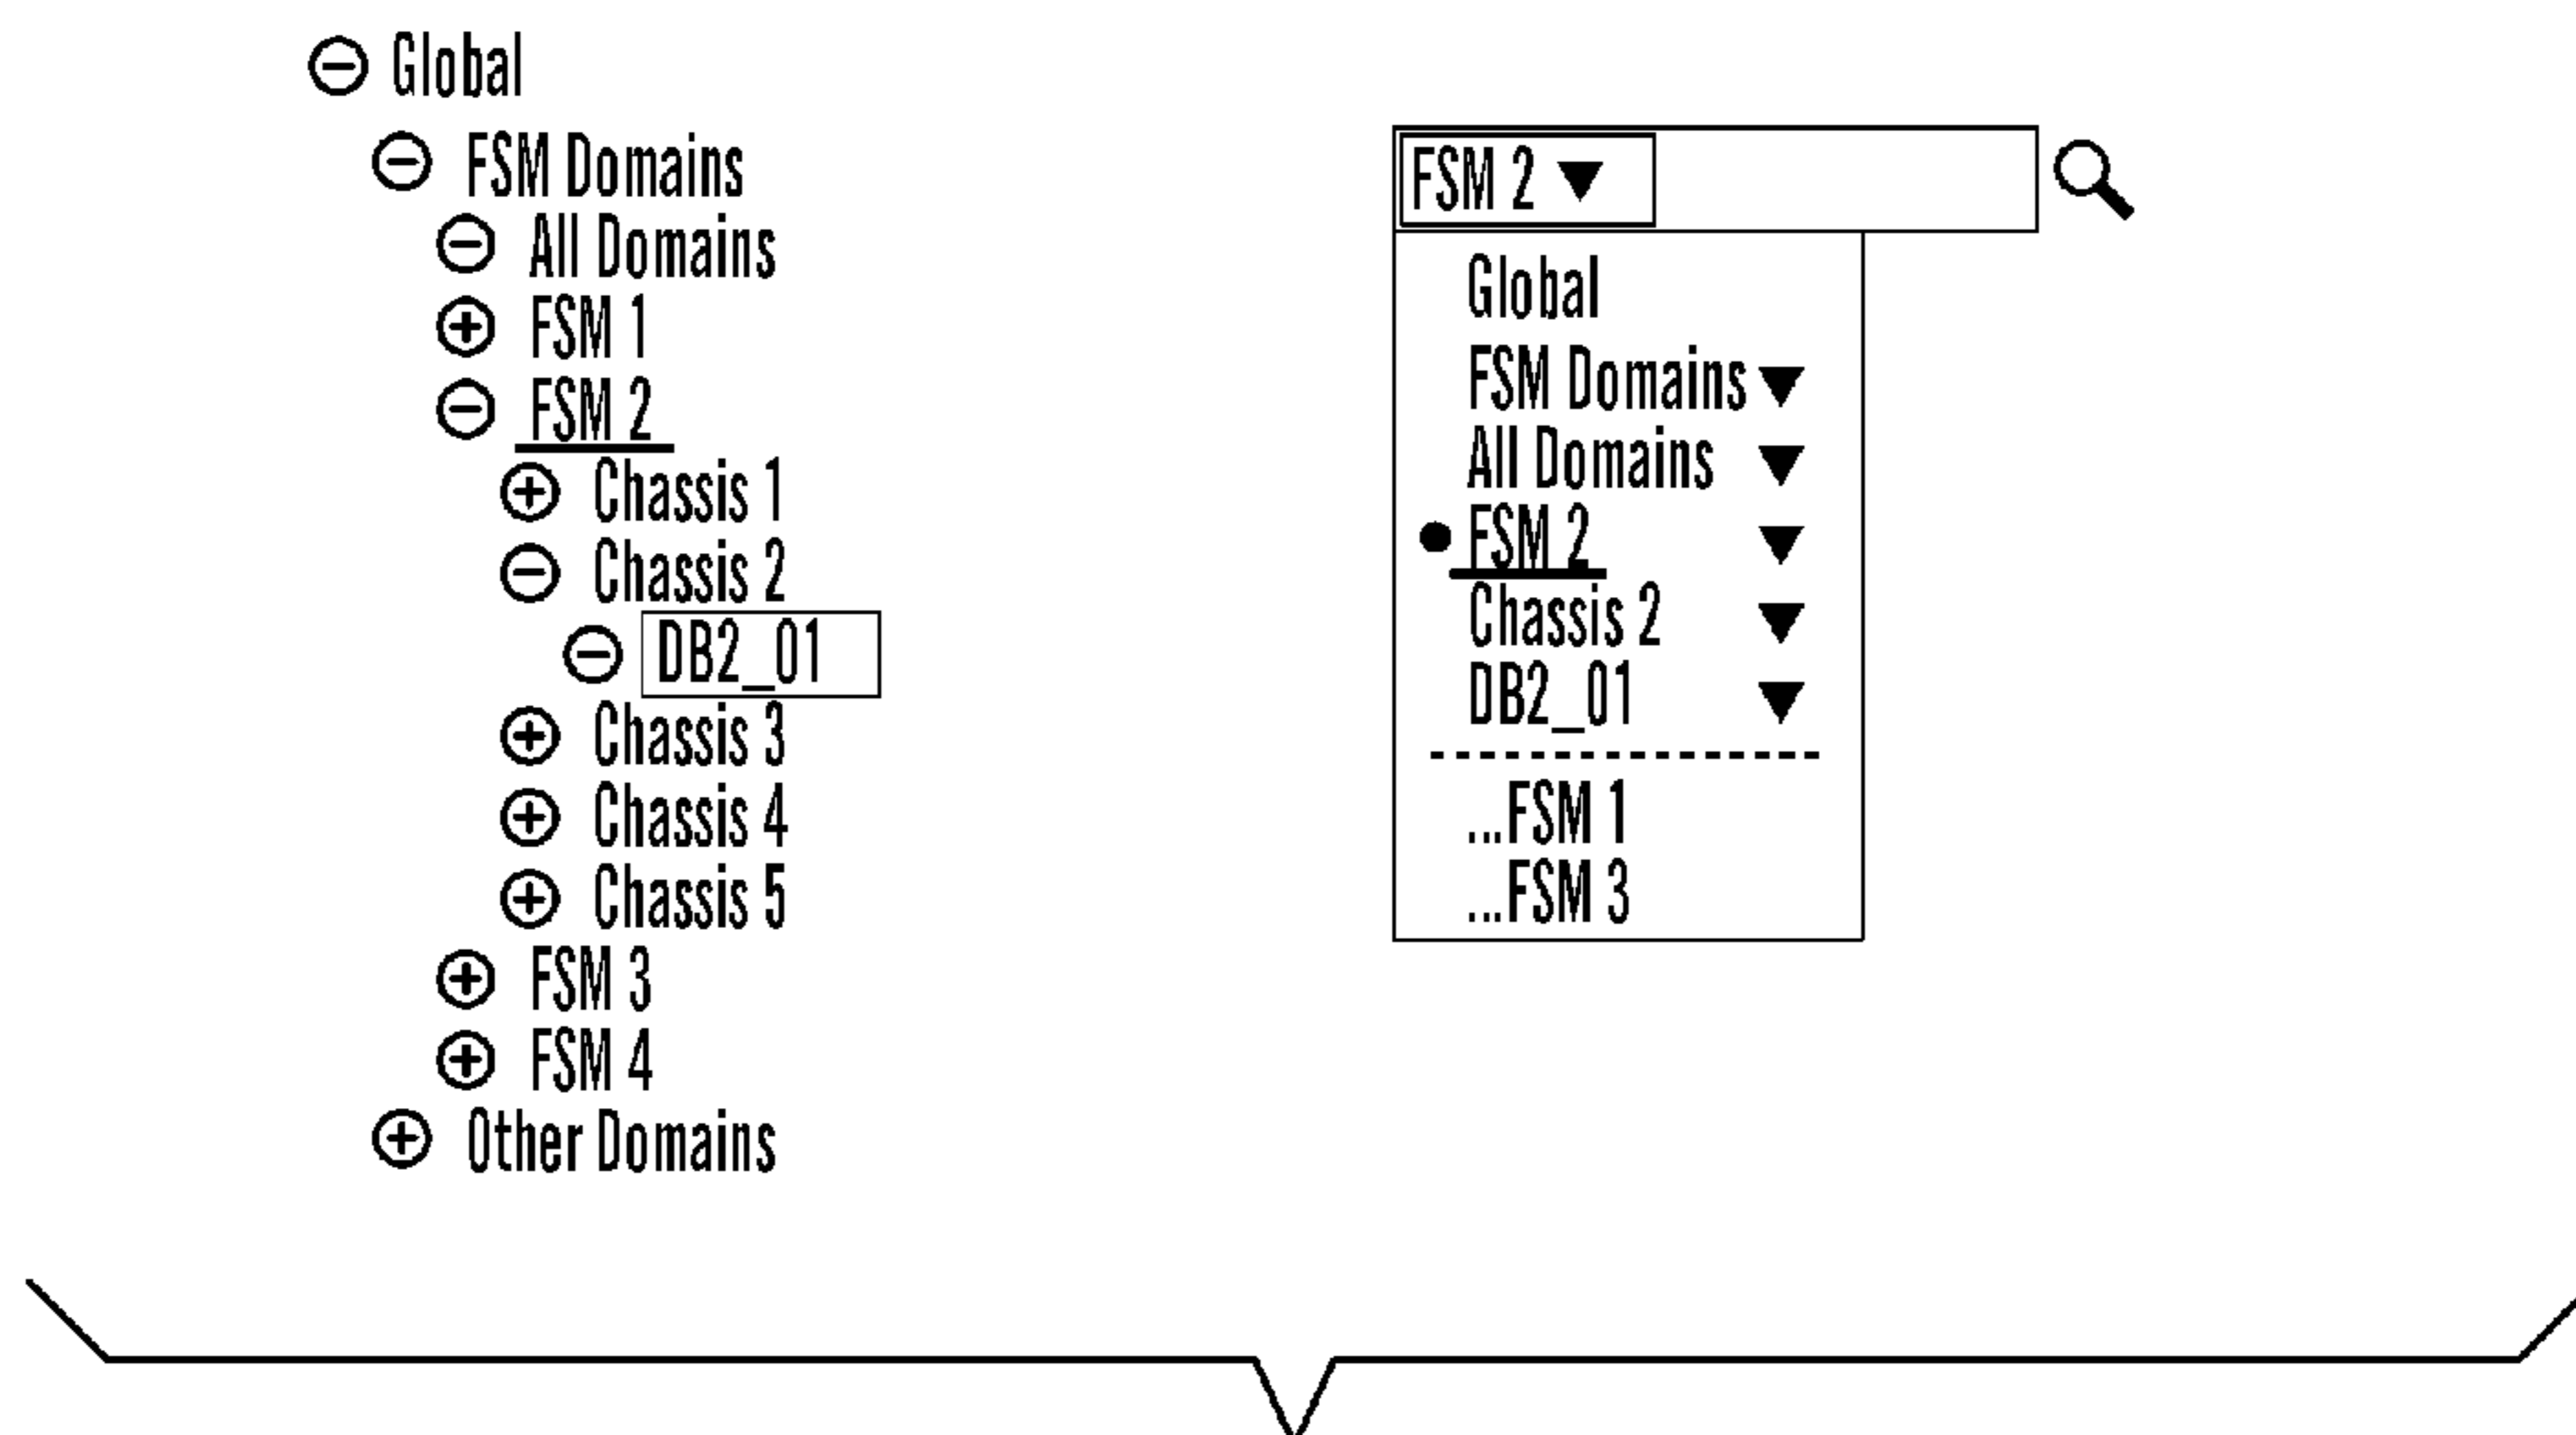 Global
FSM Domains
All Domains
FSM 1
FSM 2
Chassis 1
Chassis 2
DB2_01
Chassis 3
Chassis 4
Chassis 5
FSM 3
FSM 4
Other Domains
FSM 2
Global
FSM Domains
All Domains
FSM 2
Chassis 2
DB2_01
...FSM 1
...FSM 3